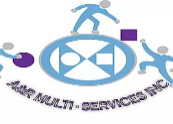 A&R MULTI - SERVICES INC